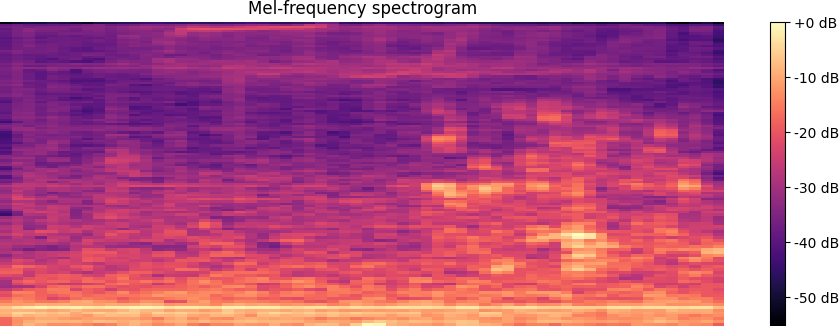 Mel-frequency spectrogram
+0 dB
-10 dB
-20 dB
-30 dB
-40 dB
-50 dB